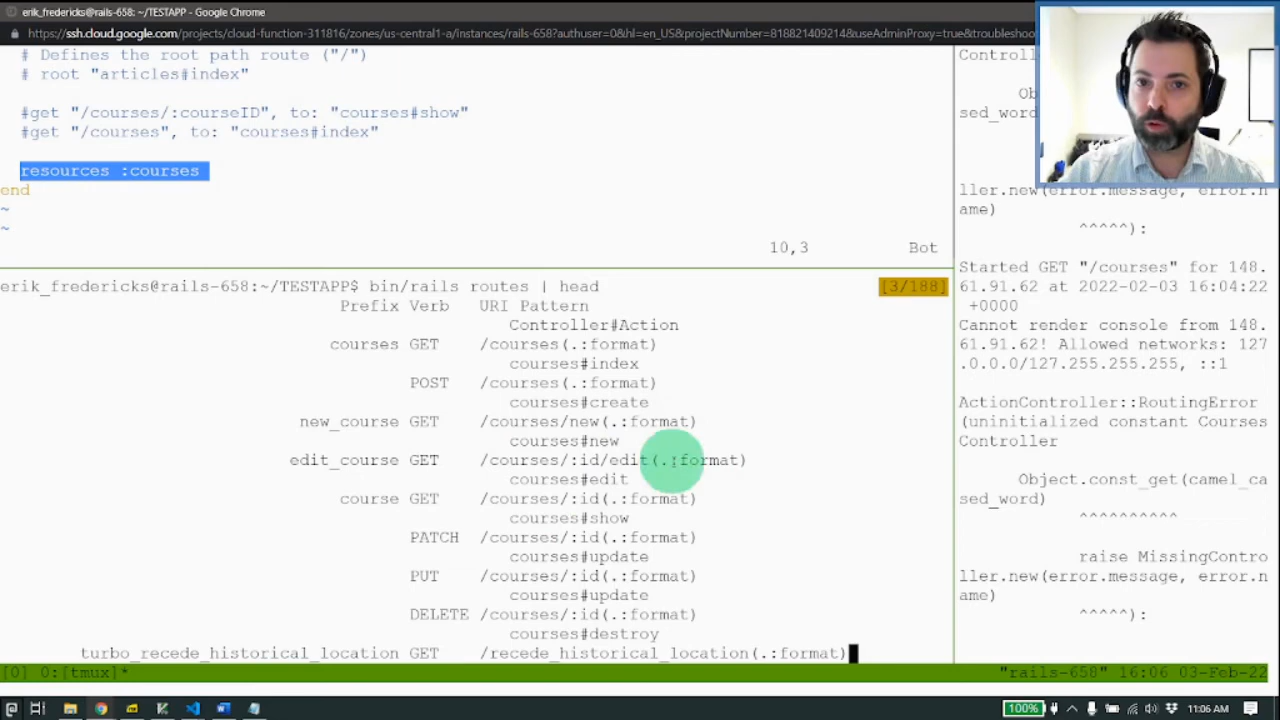 erik_fredericks@rails-658: ~/TESTAPP - Google Chrome
https://ssh.cloud.google.com/projects/cloud-function-311816/zones/us-central1-a/instances/rails-658?authuser=0&hl=en_US&projectNumber=818821409214&useAdminProxy=true&troubleshoo
# Defines the root path route ("/")
# root "articles#index"
#get "/courses/:courseID", to: "courses#show"
#get "/courses", to: "courses#index"
resources :courses
end
~
~
10,3 Bot
erik_fredericks@rails-658:~/TESTAPP$ bin/rails routes | head [3/188]
Prefix Verb URI Pattern
Controller#Action
courses GET /courses(.:format)
courses#index
POST /courses(.:format)
courses#create
new_course GET /courses/new(.:format)
courses#new
edit_course GET /courses/:id/edit(.:format)
courses#edit
course GET /courses/:id(.:format)
courses#show
PATCH /courses/:id(.:format)
courses#update
PUT /courses/:id(.:format)
courses#update
DELETE /courses/:id(.:format)
courses#destroy
turbo_recede_historical_location GET /recede_historical_location(.:format)
Controll
Ob
sed_word
ller.new(error.message, error.n
ame)
^^^^^):
Started GET "/courses" for 148.
61.91.62 at 2022-02-03 16:04:22
+0000
Cannot render console from 148.
61.91.62! Allowed networks: 127
.0.0.0/127.255.255.255, ::1
ActionController::RoutingError
(uninitialized constant Courses
Controller
Object.const_get(camel_ca
sed_word)
^^^^^^^^^^
raise MissingContro
ller.new(error.message, error.n
ame)
^^^^^):
[0] 0:[tmux]* "rails-658" 16:06 03-Feb-22
100% 11:06 AM